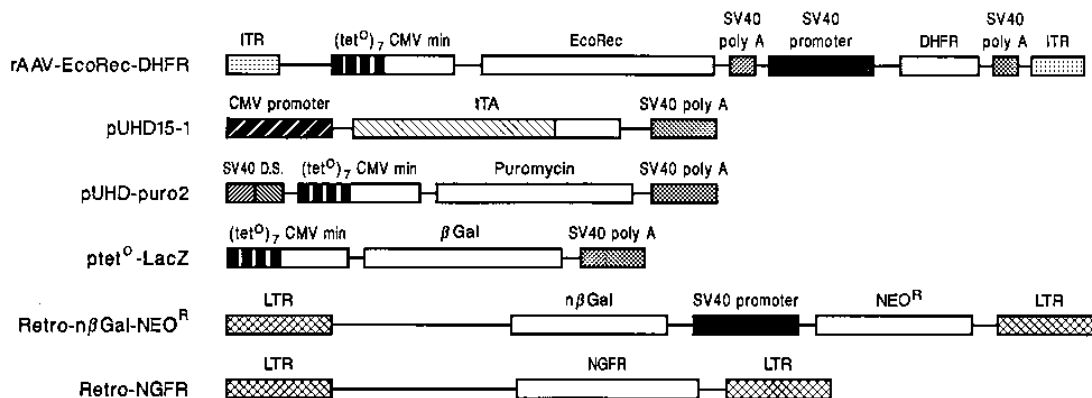 SV40 SV40 SV40
ITR (tet^O)7 CMV min EcoRec poly A promoter DHFR poly A ITR
rAAV-EcoRec-DHFR
CMV promoter tTA SV40 poly A
pUHD15-1
SV40 D.S. (tet^O)7 CMV min Puromycin SV40 poly A
pUHD-puro2
(tet^O)7 CMV min βGal SV40 poly A
ptet^O-LacZ
LTR nβGal SV40 promoter NEO^R LTR
Retro-nβGal-NEO^R
LTR NGFR LTR
Retro-NGFR